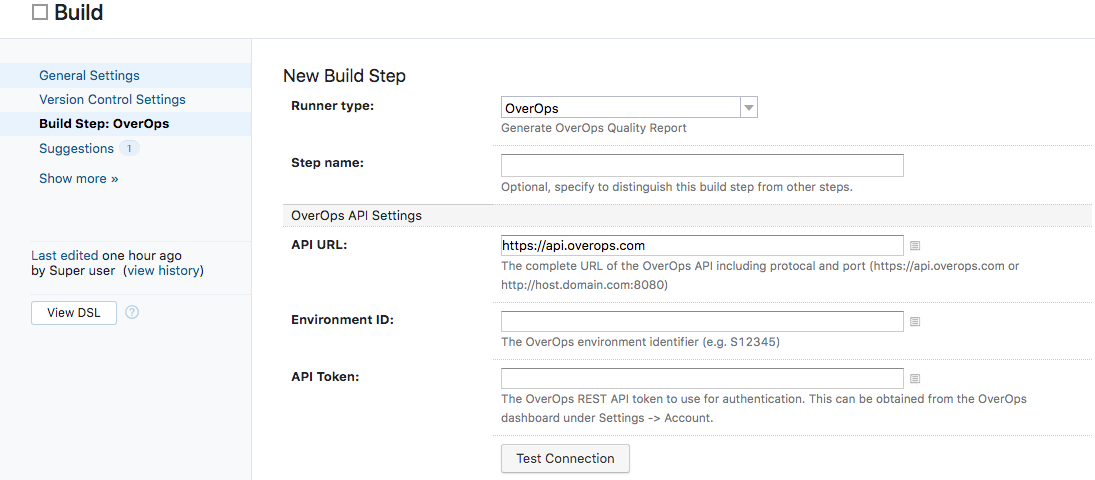 Build
General Settings
Version Control Settings
Build Step: OverOps
Suggestions 1
Show more »
Last edited one hour ago
by Super user (view history)
View DSL ?
New Build Step
Runner type:
OverOps
Generate OverOps Quality Report
Step name:
Optional, specify to distinguish this build step from other steps.
OverOps API Settings
API URL:
https://api.overops.com
The complete URL of the OverOps API including protocal and port (https://api.overops.com or
http://host.domain.com:8080)
Environment ID:
The OverOps environment identifier (e.g. S12345)
API Token:
The OverOps REST API token to use for authentication. This can be obtained from the OverOps
dashboard under Settings -> Account.
Test Connection